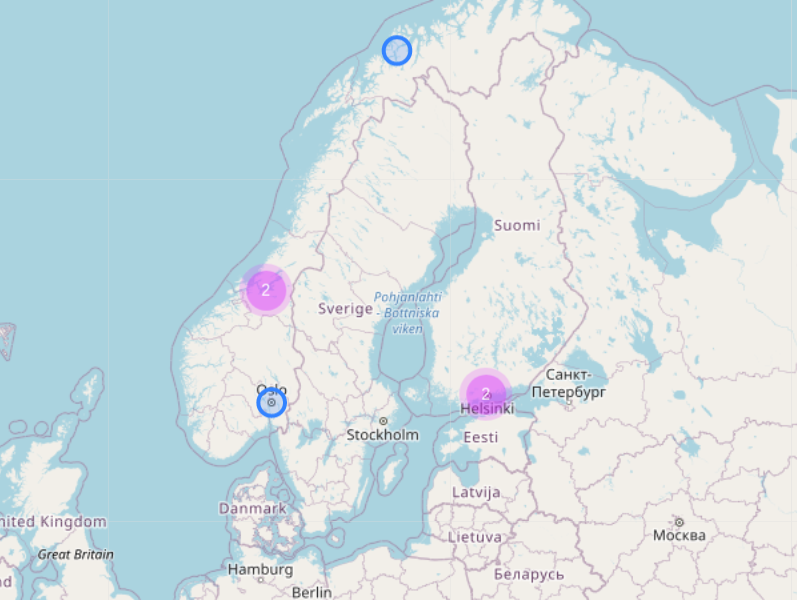 Suomi
2
Sverige
Pohjanlahti
- Bottniska
viken
Oslo
Санкт-
Петербург
2
Helsinki
Stockholm
Eesti
Latvija
Danmark
nited Kingdom
Москва
Lietuva
Great Britain
Hamburg
Беларусь
nd
Berlin